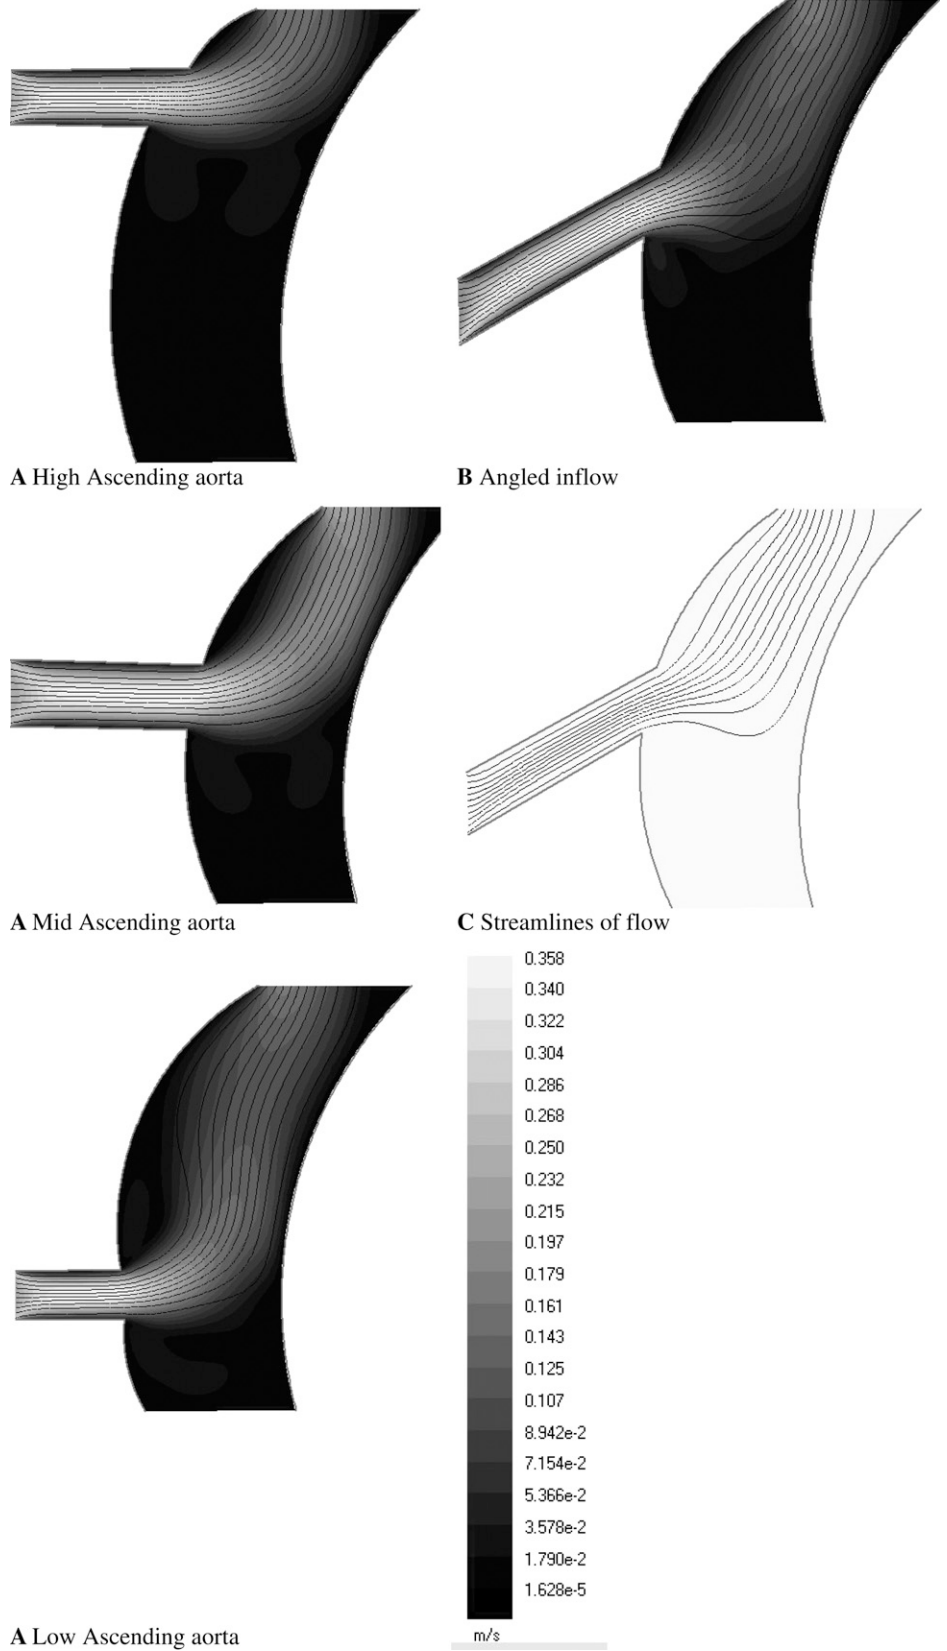 A High Ascending aorta
B Angled inflow
A Mid Ascending aorta
C Streamlines of flow
0.358
0.340
0.322
0.304
0.286
0.268
0.250
0.232
0.215
0.197
0.179
0.161
0.143
0.125
0.107
8.942e-2
7.154e-2
5.366e-2
3.578e-2
1.790e-2
1.628e-5
m/s
A Low Ascending aorta